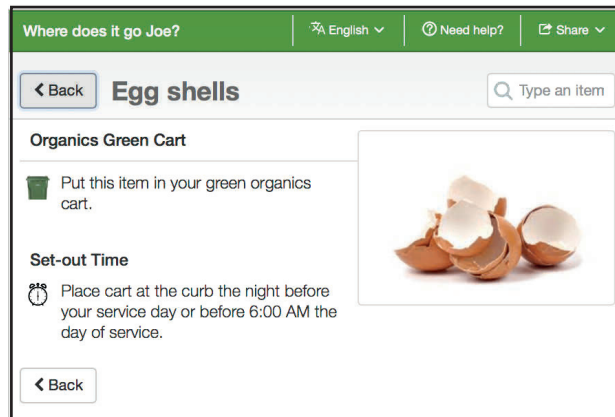 Where does it go Joe?
English
Need help?
Share
Back
Egg shells
Type an item
Organics Green Cart
Put this item in your green organics
cart.
Set-out Time
Place cart at the curb the night before
your service day or before 6:00 AM the
day of service.
Back